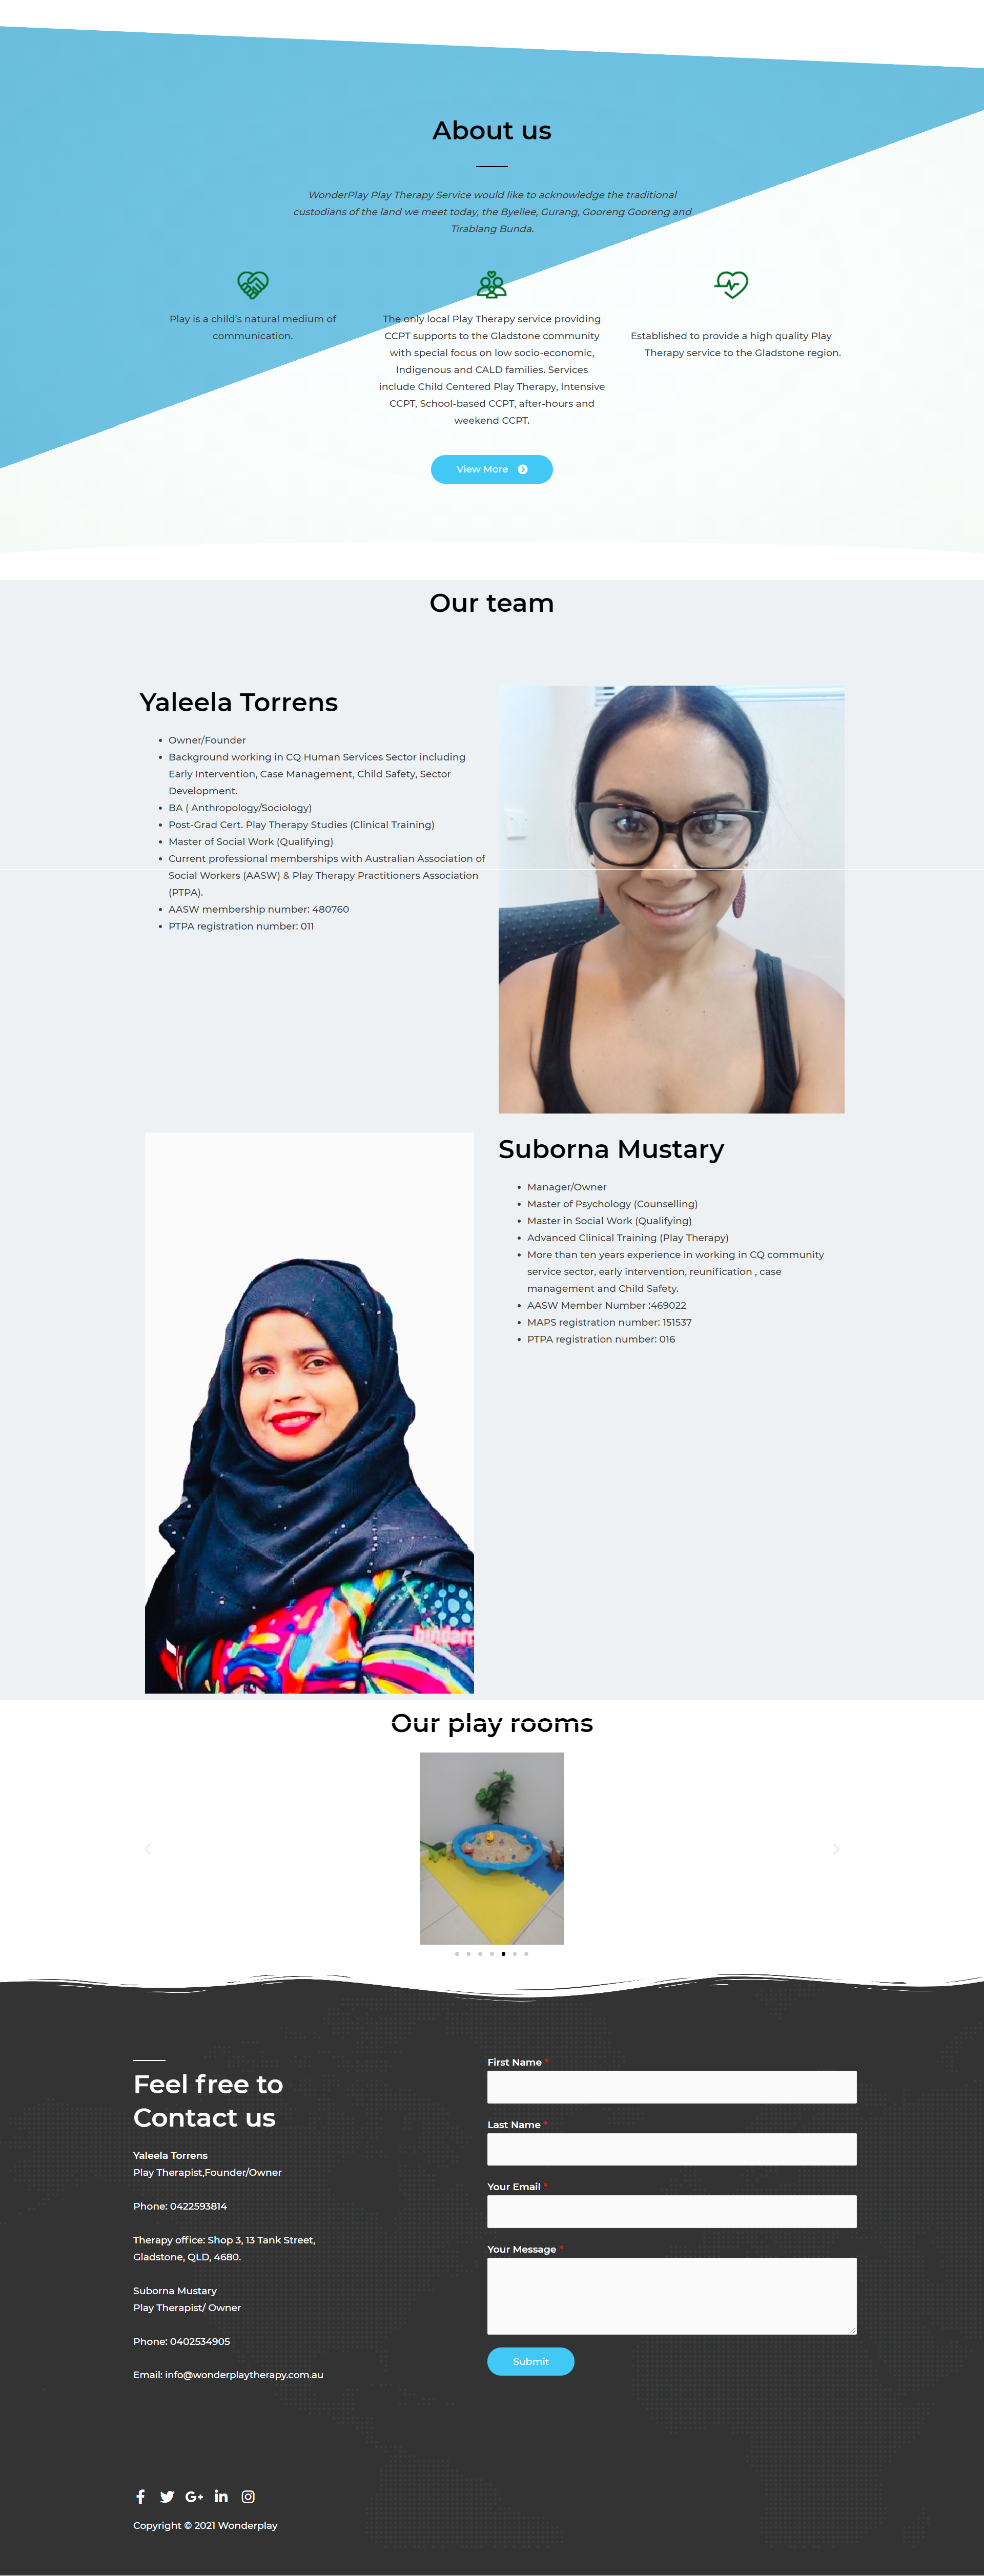 About us
WonderPlay Play Therapy Service would like to acknowledge the traditional
custodians of the land we meet today, the Byellee, Gurang, Gooreng Gooreng and
Tirablang Bunda.
Play is a child's natural medium of
communication.
The only local Play Therapy service providing
CCPT supports to the Gladstone community
with special focus on low socio-economic,
Indigenous and CALD families. Services
include Child Centered Play Therapy, Intensive
CCPT, School-based CCPT, after-hours and
weekend CCPT.
Established to provide a high quality Play
Therapy service to the Gladstone region.
View More
Our team
Yaleela Torrens
• Owner/Founder
• Background working in CQ Human Services Sector including
Early Intervention, Case Management, Child Safety, Sector
Development.
• BA ( Anthropology/Sociology)
• Post-Grad Cert. Play Therapy Studies (Clinical Training)
• Master of Social Work (Qualifying)
• Current professional memberships with Australian Association of
Social Workers (AASW) & Play Therapy Practitioners Association
(PTPA).
• AASW membership number: 480760
• PTPA registration number: 011
Suborna Mustary
• Manager/Owner
• Master of Psychology (Counselling)
• Master in Social Work (Qualifying)
• Advanced Clinical Training (Play Therapy)
• More than ten years experience in working in CQ community
service sector, early intervention, reunification , case
management and Child Safety.
• AASW Member Number :469022
• MAPS registration number: 151537
• PTPA registration number: 016
Our play rooms
Feel free to
Contact us
Yaleela Torrens
Play Therapist,Founder/Owner
Phone: 0422593814
Therapy office: Shop 3, 13 Tank Street,
Gladstone, QLD, 4680.
Suborna Mustary
Play Therapist/ Owner
Phone: 0402534905
Email: info@wonderplaytherapy.com.au
First Name *
Last Name *
Your Email *
Your Message *
Submit
Copyright © 2021 Wonderplay